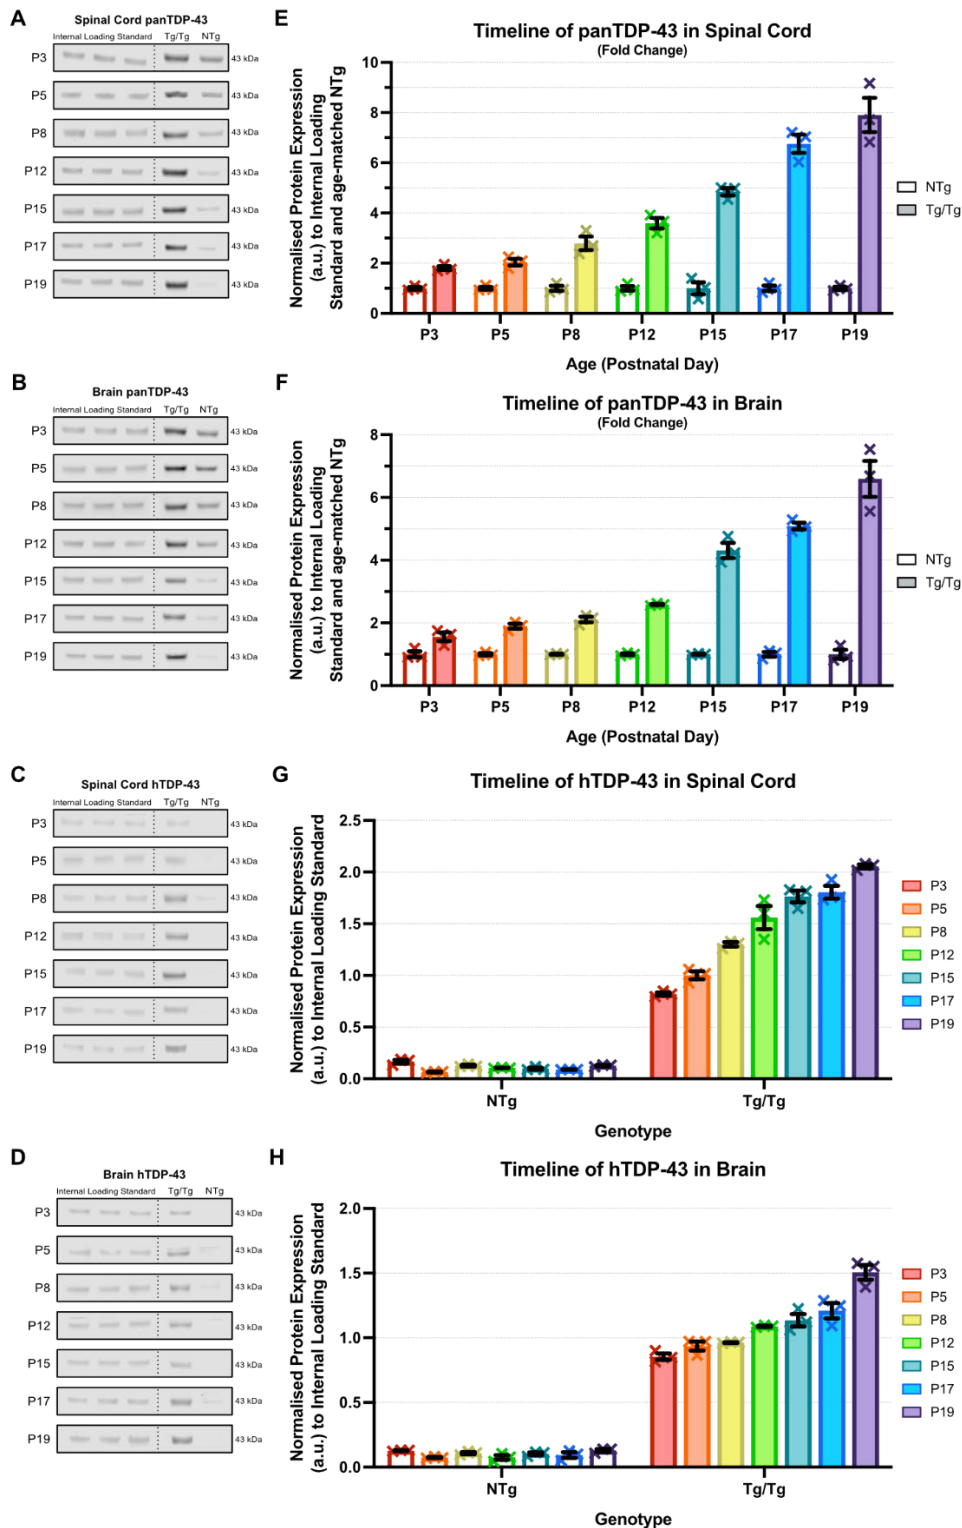 A
Spinal Cord panTDP-43
Internal Loading Standard Tg/Tg NTg
P3 43 kDa
P5 43 kDa
P8 43 kDa
P12 43 kDa
P15 43 kDa
P17 43 kDa
P19 43 kDa
E
Timeline of panTDP-43 in Spinal Cord
(Fold Change)
Normalised Protein Expression
(a.u.) to Internal Loading
Standard and age-matched NTg
10
8
6
4
2
0
P3 P5 P8 P12 P15 P17 P19
Age (Postnatal Day)
NTg
Tg/Tg
B
Brain panTDP-43
Internal Loading Standard Tg/Tg NTg
P3 43 kDa
P5 43 kDa
P8 43 kDa
P12 43 kDa
P15 43 kDa
P17 43 kDa
P19 43 kDa
F
Timeline of panTDP-43 in Brain
(Fold Change)
Normalised Protein Expression
(a.u.) to Internal Loading
Standard and age-matched NTg
8
6
4
2
0
P3 P5 P8 P12 P15 P17 P19
Age (Postnatal Day)
NTg
Tg/Tg
C
Spinal Cord hTDP-43
Internal Loading Standard Tg/Tg NTg
P3 43 kDa
P5 43 kDa
P8 43 kDa
P12 43 kDa
P15 43 kDa
P17 43 kDa
P19 43 kDa
G
Timeline of hTDP-43 in Spinal Cord
Normalised Protein Expression
(a.u.) to Internal Loading Standard
2.5
2.0
1.5
1.0
0.5
0.0
NTg Tg/Tg
Genotype
P3
P5
P8
P12
P15
P17
P19
D
Brain hTDP-43
Internal Loading Standard Tg/Tg NTg
P3 43 kDa
P5 43 kDa
P8 43 kDa
P12 43 kDa
P15 43 kDa
P17 43 kDa
P19 43 kDa
H
Timeline of hTDP-43 in Brain
Normalised Protein Expression
(a.u.) to Internal Loading Standard
2.0
1.5
1.0
0.5
0.0
NTg Tg/Tg
Genotype
P3
P5
P8
P12
P15
P17
P19